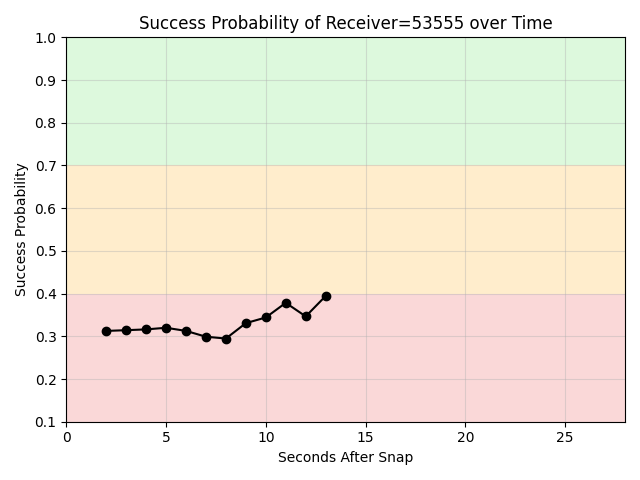 Success Probability of Receiver=53555 over Time
1.0
0.9
0.8
0.7
0.6
0.5
0.4
0.3
0.2
0.1
Success Probability
0 5 10 15 20 25
Seconds After Snap